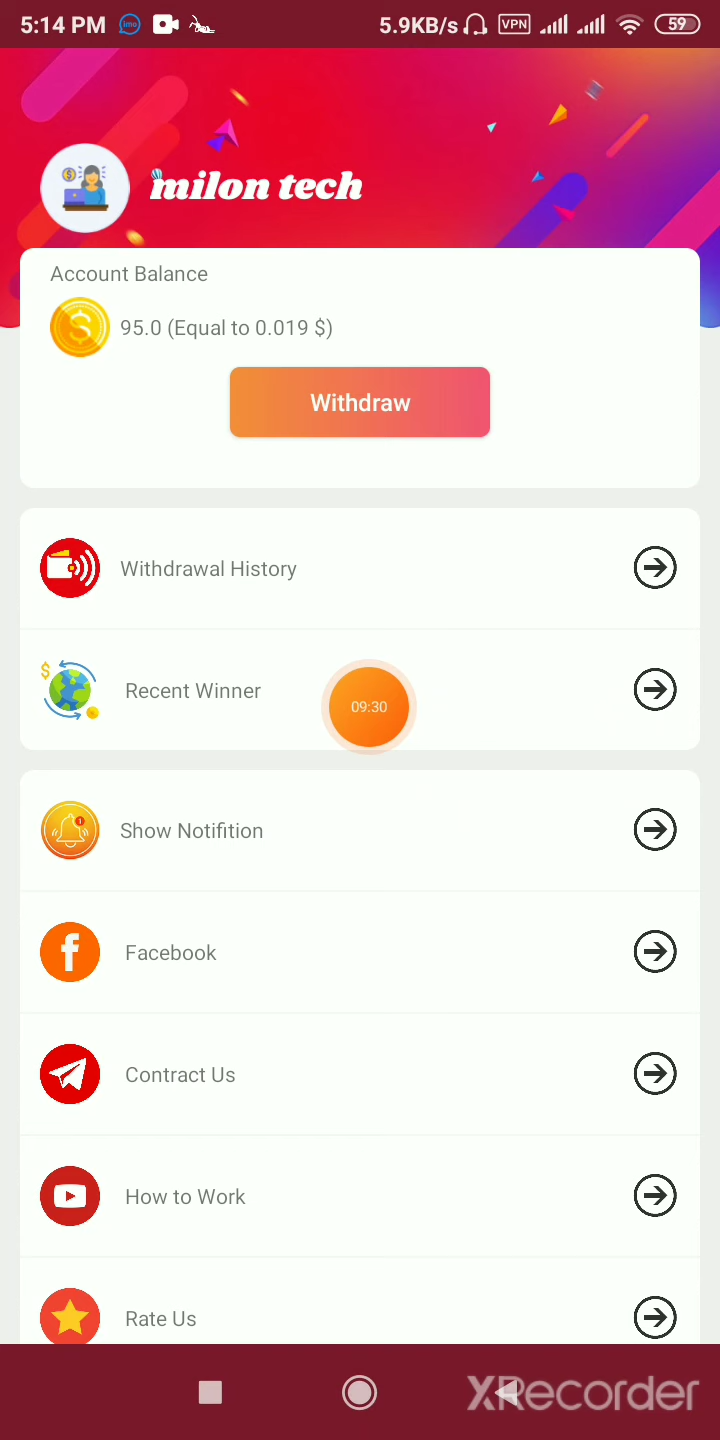 5:14 PM imo 5.9KB/s VPN 59
milon tech
Account Balance
95.0 (Equal to 0.019 $)
Withdraw
Withdrawal History
Recent Winner
09:30
Show Notifition
Facebook
Contract Us
How to Work
Rate Us
XRecorder